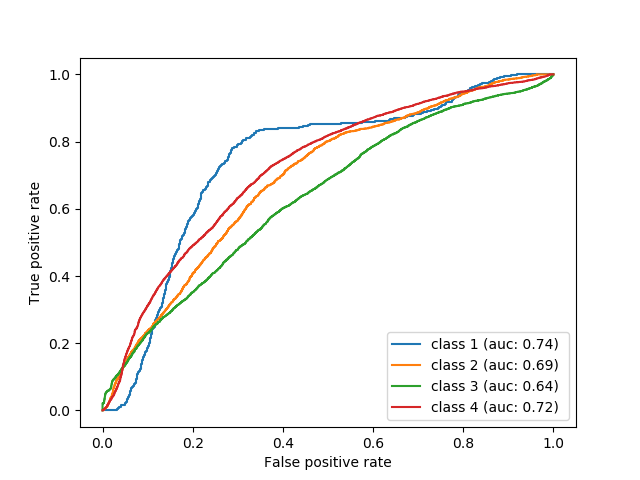 1.0
0.8
0.6
0.4
0.2
0.0
True positive rate
class 1 (auc: 0.74)
class 2 (auc: 0.69)
class 3 (auc: 0.64)
class 4 (auc: 0.72)
0.0 0.2 0.4 0.6 0.8 1.0
False positive rate